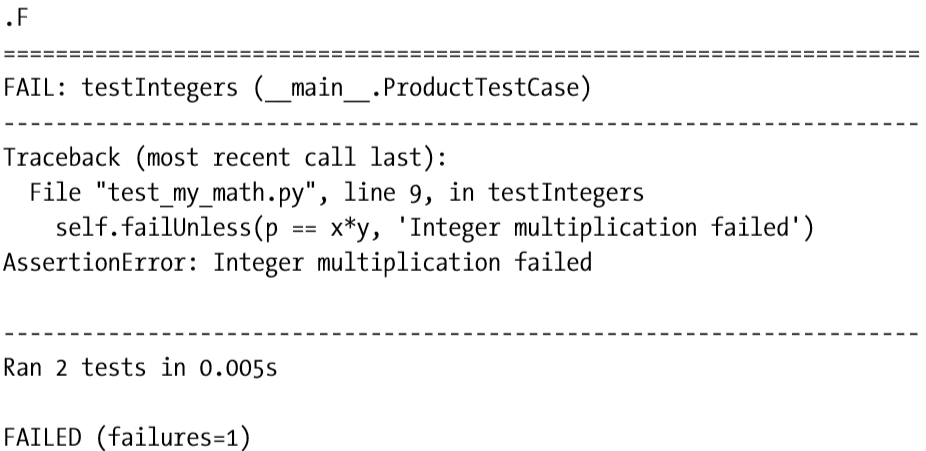 .F
======================================================================
FAIL: testIntegers (__main__.ProductTestCase)
----------------------------------------------------------------------
Traceback (most recent call last):
  File "test_my_math.py", line 9, in testIntegers
    self.failUnless(p == x*y, 'Integer multiplication failed')
AssertionError: Integer multiplication failed

----------------------------------------------------------------------
Ran 2 tests in 0.005s

FAILED (failures=1)